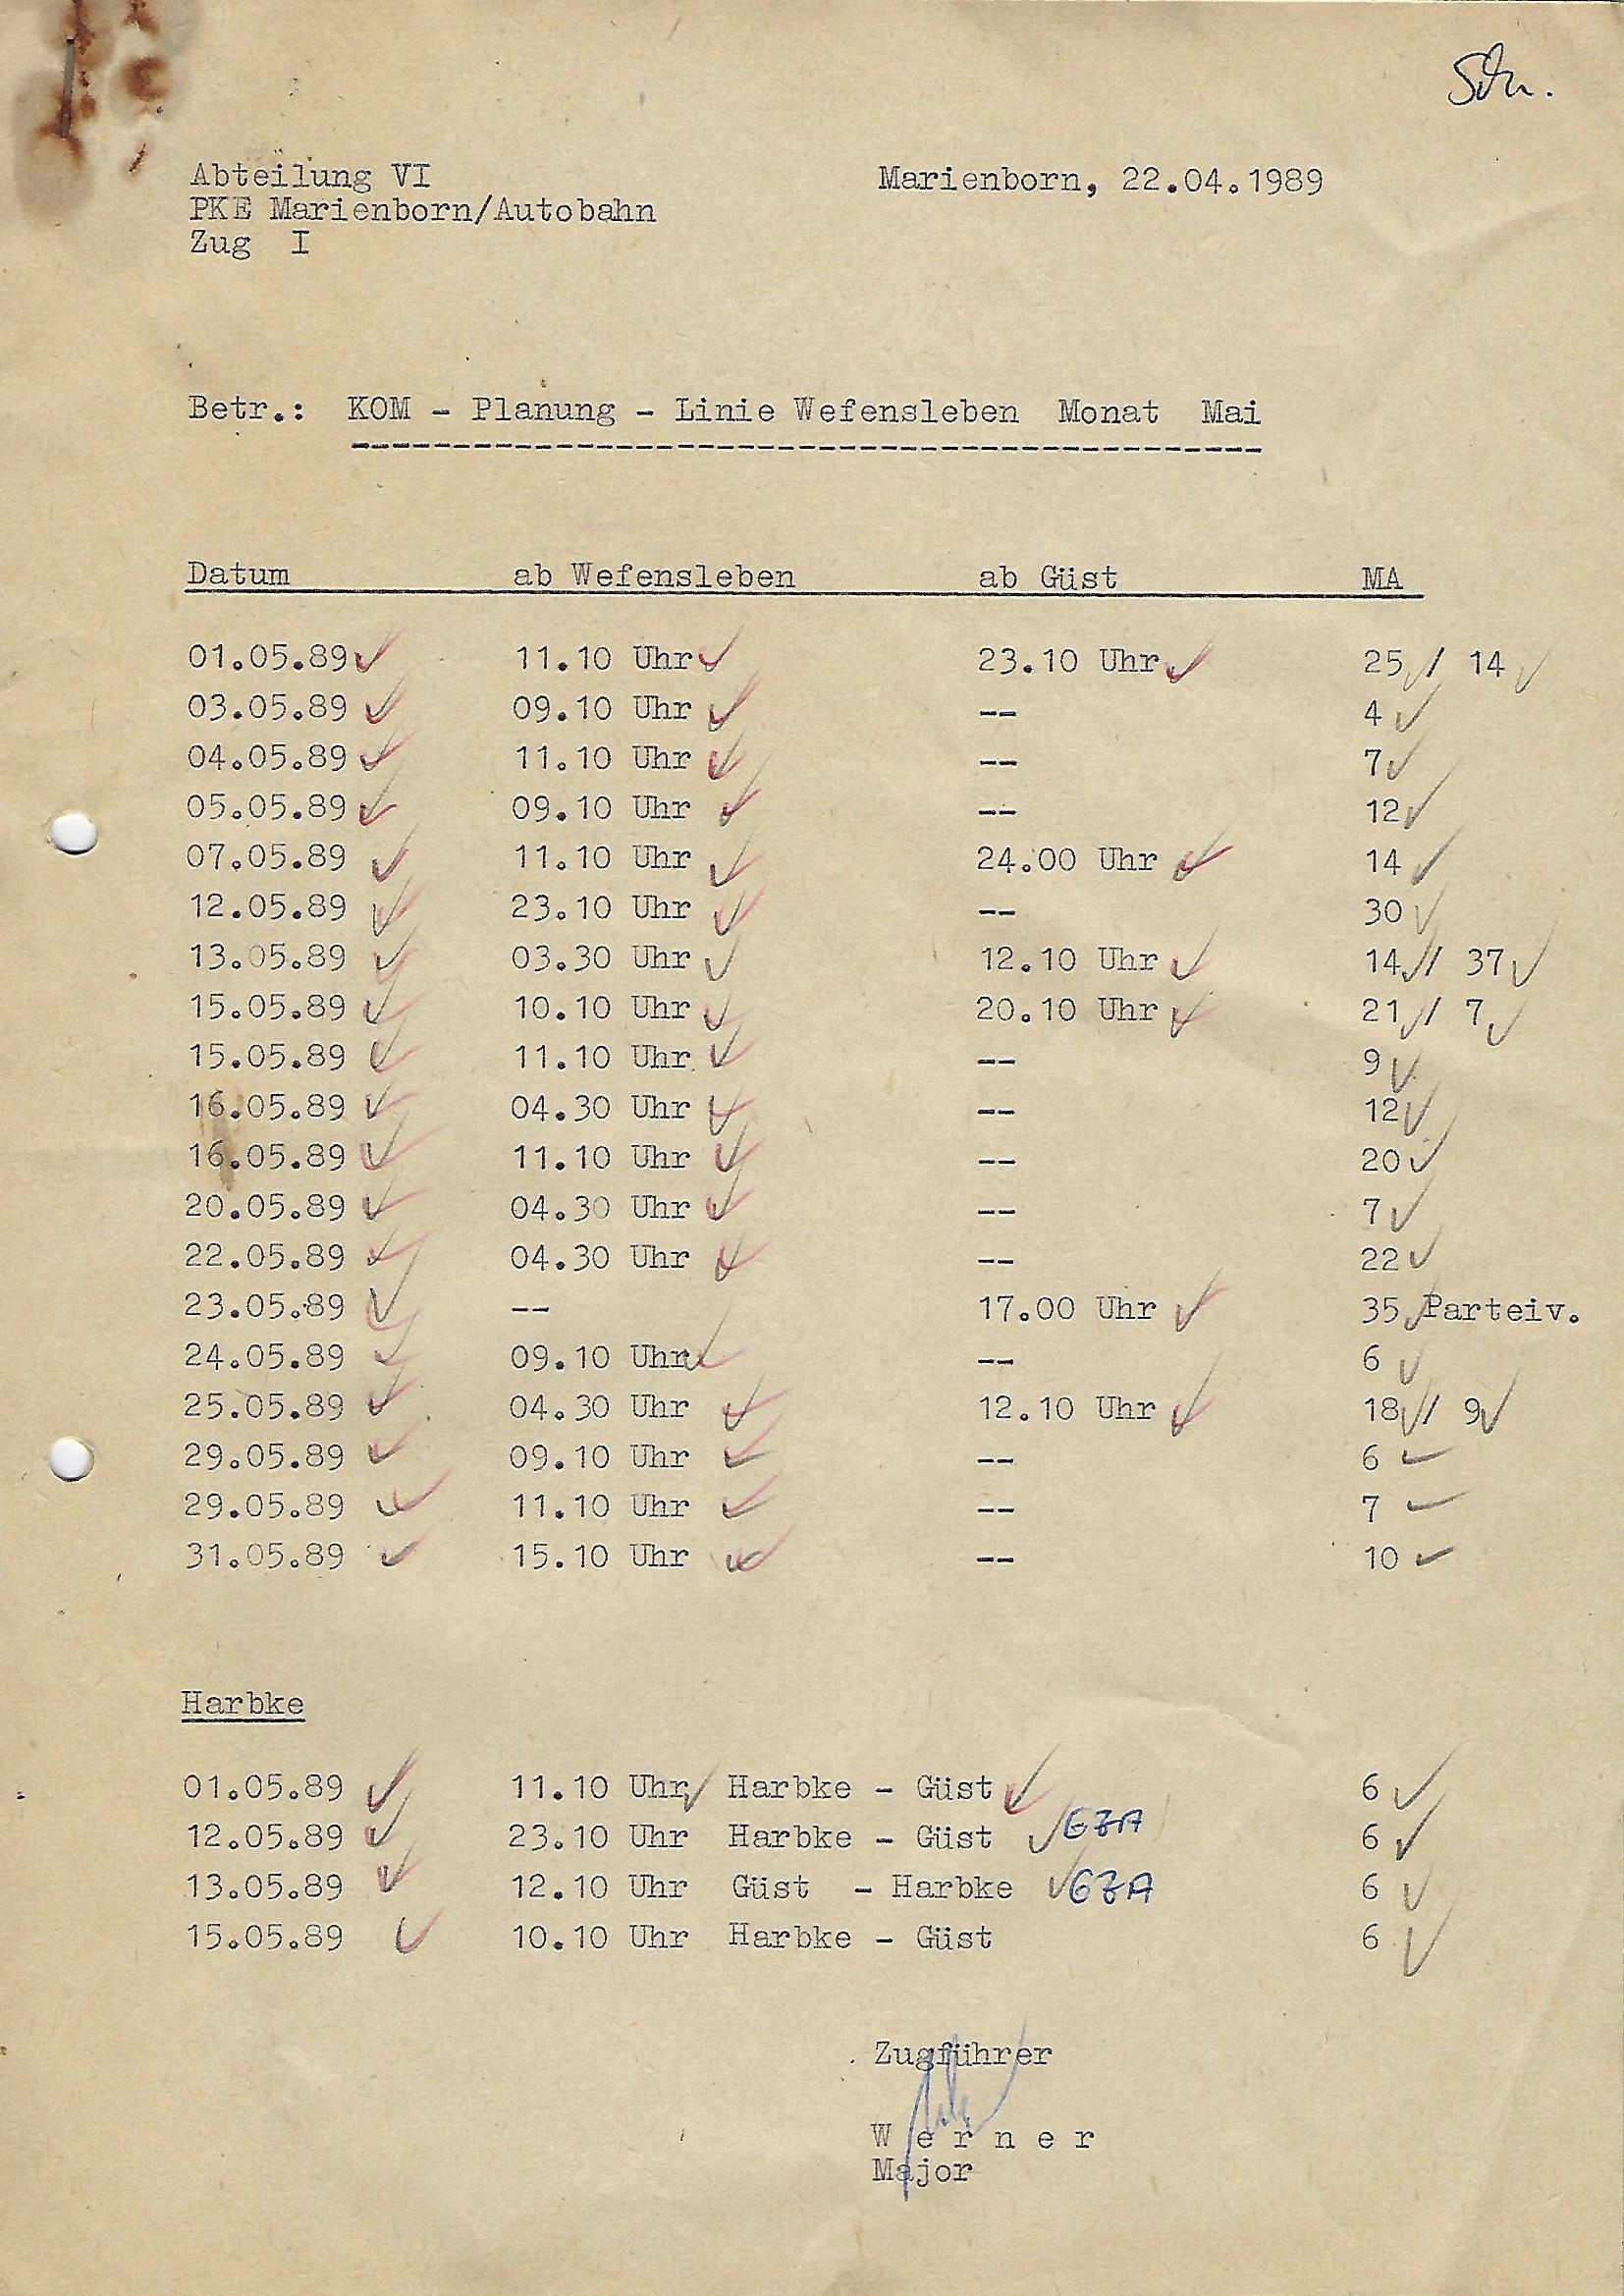 Abteilung VI
Marienborn, 22.04.1989
PKE Marienborn/Autobahn
Zug I
Betr.: KOM - Planung - Linie Wefensleben Monat Mai
Datum ab Wefensleben ab Güst MA
01.05.89 11.10 Uhr 23.10 Uhr 25 / 14
03.05.89 09.10 Uhr -- 4
04.05.89 11.10 Uhr -- 7
05.05.89 09.10 Uhr -- 12
07.05.89 11.10 Uhr 24.00 Uhr 14
12.05.89 23.10 Uhr -- 30
13.05.89 03.30 Uhr 12.10 Uhr 14 / 37
15.05.89 10.10 Uhr 20.10 Uhr 21 / 7
15.05.89 11.10 Uhr -- 9
16.05.89 04.30 Uhr -- 12
16.05.89 11.10 Uhr -- 20
20.05.89 04.30 Uhr -- 7
22.05.89 04.30 Uhr -- 22
23.05.89 -- 17.00 Uhr 35 Parteiv.
24.05.89 09.10 Uhr -- 6
25.05.89 04.30 Uhr 12.10 Uhr 18 / 9
29.05.89 09.10 Uhr -- 6
29.05.89 11.10 Uhr -- 7
31.05.89 15.10 Uhr -- 10
Harbke
01.05.89 11.10 Uhr Harbke - Güst 6
12.05.89 23.10 Uhr Harbke - Güst GZA 6
13.05.89 12.10 Uhr Güst - Harbke GZA 6
15.05.89 10.10 Uhr Harbke - Güst 6
Zugführer
W e r n e r
Major